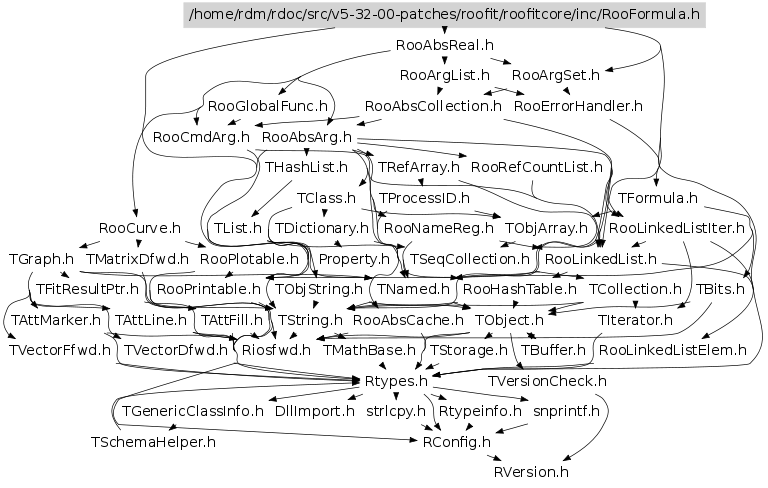 /home/rdm/rdoc/src/v5-32-00-patches/roofit/roofitcore/inc/RooFormula.h
RooAbsReal.h
RooArgList.h RooArgSet.h
RooGlobalFunc.h RooAbsCollection.h RooErrorHandler.h
RooCmdArg.h RooAbsArg.h
THashList.h TRefArray.h RooRefCountList.h
TClass.h TProcessID.h TFormula.h
RooCurve.h TList.h TDictionary.h RooNameReg.h TObjArray.h RooLinkedListIter.h
TGraph.h TMatrixDfwd.h RooPlotable.h Property.h TSeqCollection.h RooLinkedList.h
TFitResultPtr.h RooPrintable.h TObjString.h TNamed.h RooHashTable.h TCollection.h TBits.h
TAttMarker.h TAttLine.h TAttFill.h TString.h RooAbsCache.h TObject.h TIterator.h
TVectorFfwd.h TVectorDfwd.h Riosfwd.h TMathBase.h TStorage.h TBuffer.h RooLinkedListElem.h
Rtypes.h TVersionCheck.h
TGenericClassInfo.h DllImport.h strlcpy.h Rtypeinfo.h snprintf.h
TSchemaHelper.h RConfig.h
RVersion.h